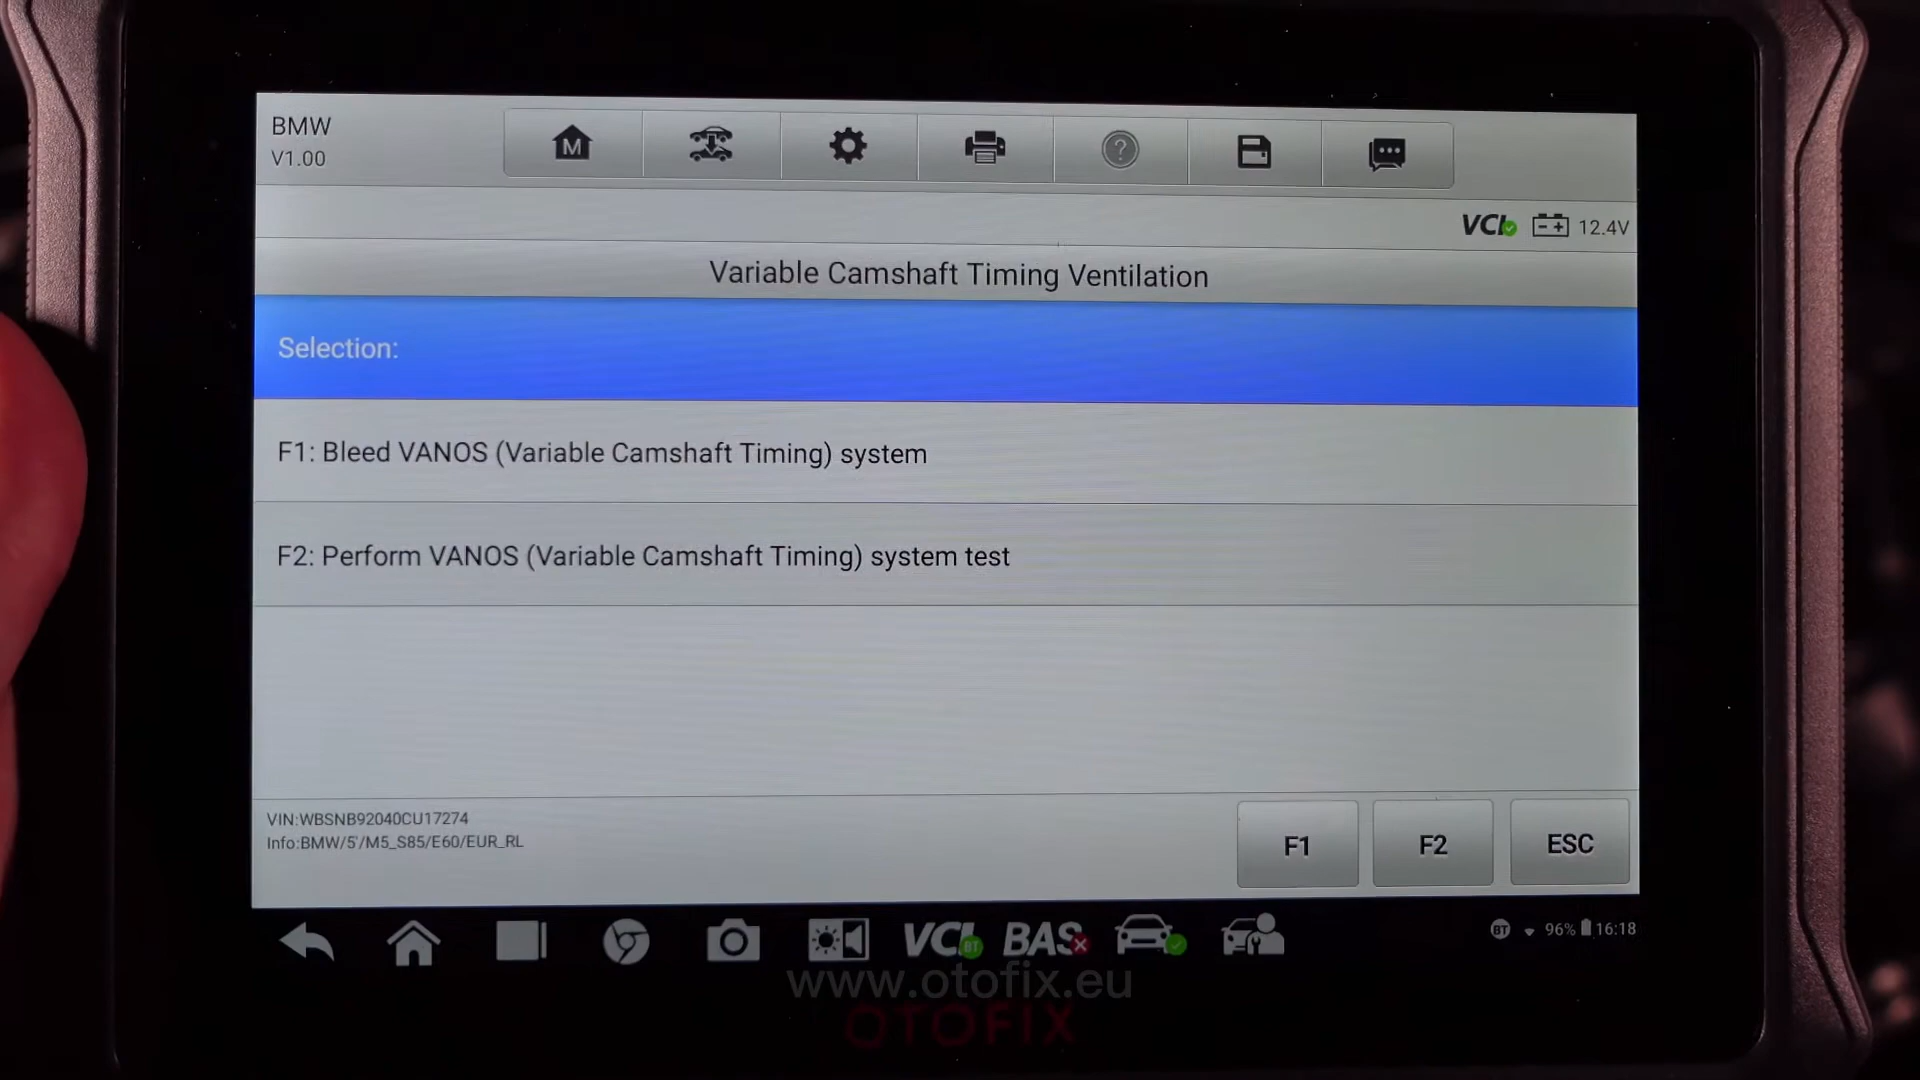 BMW
V1.00
M
?
VCI
12.4V
Variable Camshaft Timing Ventilation
Selection:
F1: Bleed VANOS (Variable Camshaft Timing) system
F2: Perform VANOS (Variable Camshaft Timing) system test
VIN:WBSNB92040CU17274
Info:BMW/5'/M5_S85/E60/EUR_RL
F1
F2
ESC
VCI
BT
BAS
BT
96%
16:18
www.otofix.eu
OTOFIX